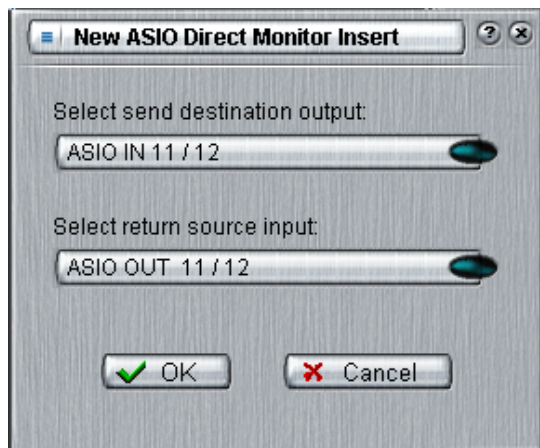 New ASIO Direct Monitor Insert ?
Select send destination output:
ASIO IN 11 / 12
Select return source input:
ASIO OUT 11 / 12
OK Cancel